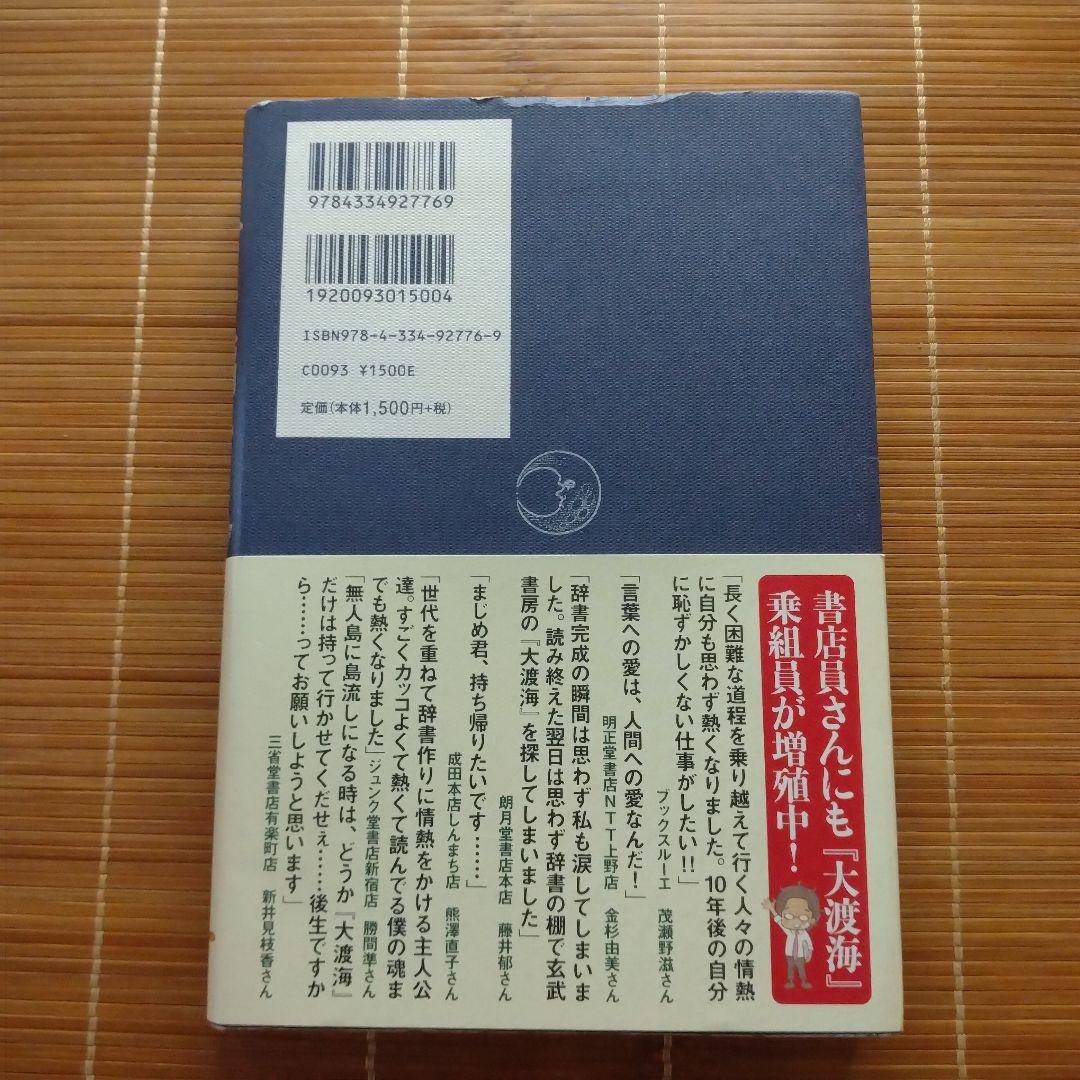 9784334927769
1920093015004
ISBN978-4-334-92776-9
C0093 ¥1500E
定価(本体1,500円+税)
書店員さんにも『大渡海』
乗組員が増殖中!
「長く困難な道程を乗り越えて行く人々の情熱
に自分も思わず熱くなりました。10年後の自分
に恥ずかしくない仕事がしたい!!」
ブックスルーエ 茂瀬野滋さん
「言葉への愛は、人間への愛なんだ!」
明正堂書店NTT上野店 金杉由美さん
「辞書完成の瞬間は思わず私も涙してしまいま
した。読み終えた翌日は思わず辞書の棚で玄武
書房の『大渡海』を探してしまいました」
朗月堂書店本店 藤井郁さん
「まじめ君、持ち帰りたいです……」
成田本店しんまち店 熊澤直子さん
「世代を重ねて辞書作りに情熱をかける主人公
達。すごくカッコよくて熱くて読んでる僕の魂ま
でも熱くなりました」ジュンク堂書店新宿店 勝間準さん
「無人島に島流しになる時は、どうか『大渡海』
だけは持って行かせてくだせぇ……後生ですか
ら……ってお願いしようと思います」
三省堂書店有楽町店 新井見枝香さん